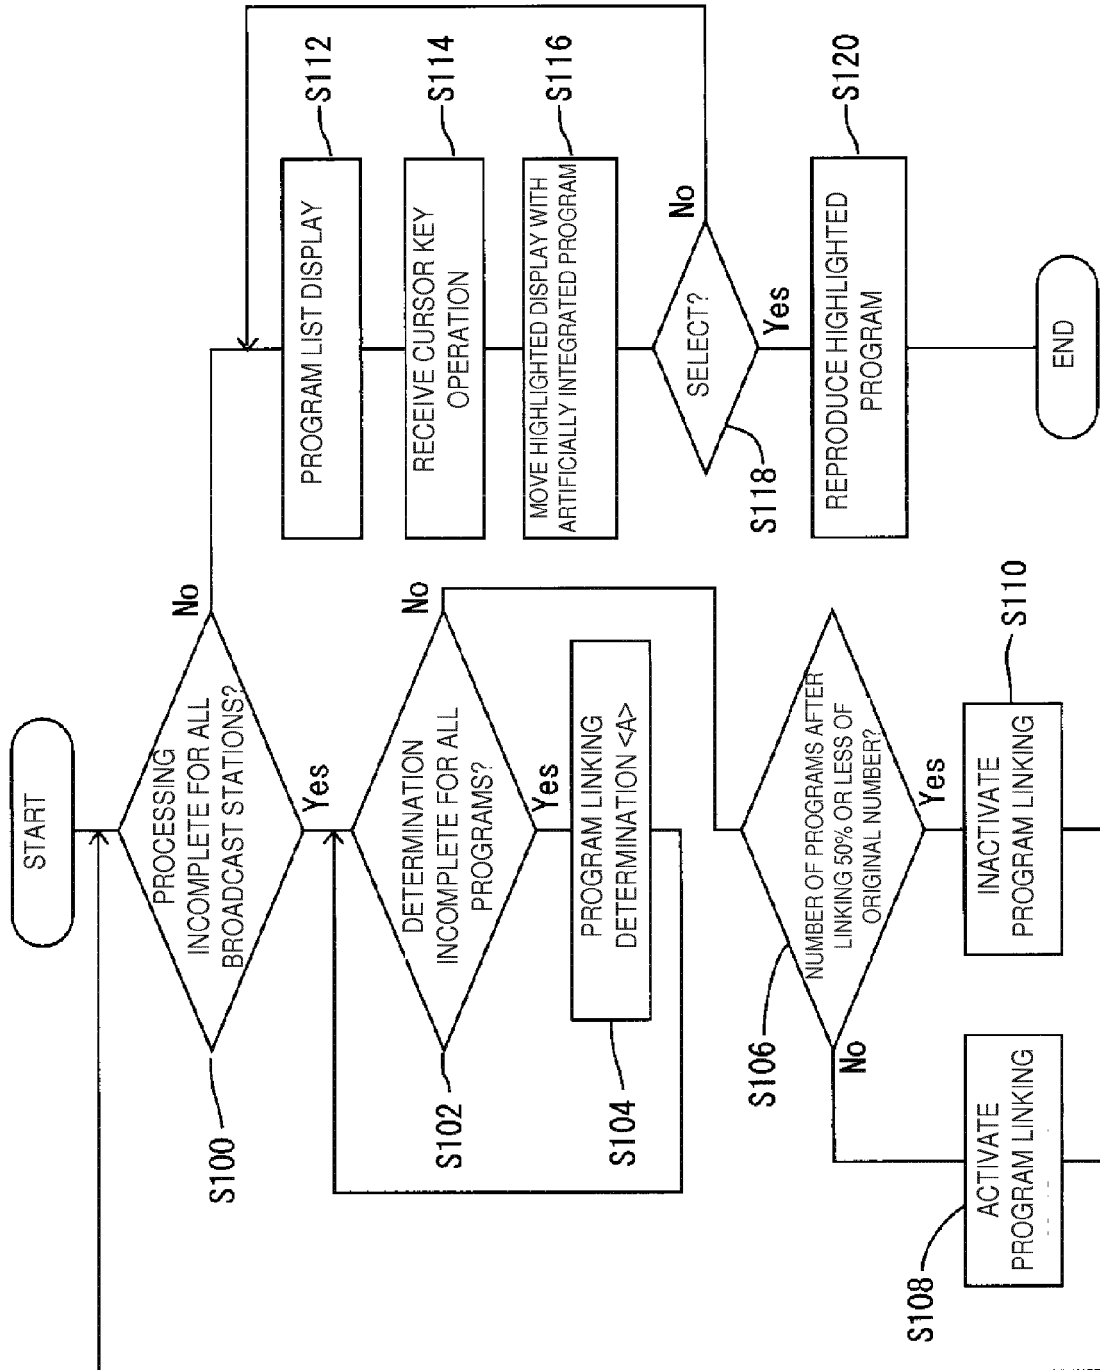 START
PROCESSING
INCOMPLETE FOR ALL
BROADCAST STATIONS?
S100
No
Yes
DETERMINATION
INCOMPLETE FOR ALL
PROGRAMS?
S102
No
Yes
PROGRAM LINKING
DETERMINATION <A>
S104
NUMBER OF PROGRAMS AFTER
LINKING 50% OR LESS OF
ORIGINAL NUMBER?
S106
No
Yes
ACTIVATE
PROGRAM LINKING
S108
INACTIVATE
PROGRAM LINKING
S110
PROGRAM LIST DISPLAY
S112
RECEIVE CURSOR KEY
OPERATION
S114
MOVE HIGHLIGHTED DISPLAY WITH
ARTIFICIALLY INTEGRATED PROGRAM
S116
SELECT?
S118
No
Yes
REPRODUCE HIGHLIGHTED
PROGRAM
S120
END